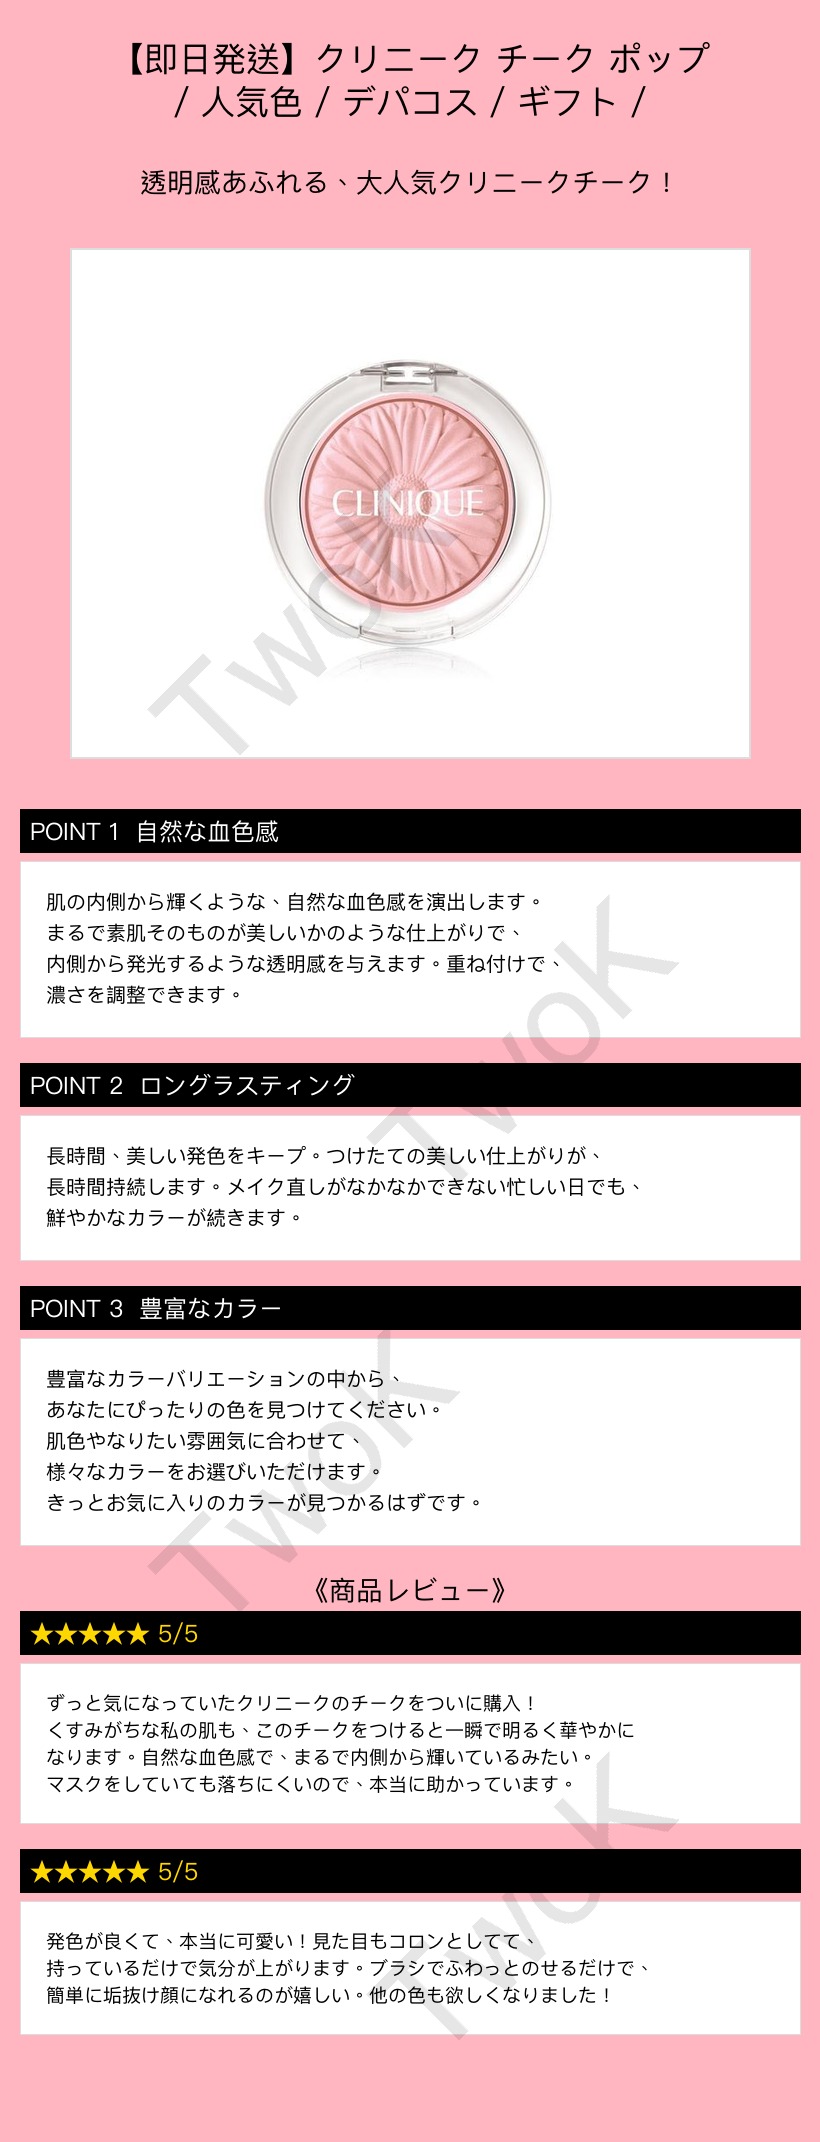 【即日発送】クリニーク チーク ポップ
/ 人気色 / デパコス / ギフト /
透明感あふれる、大人気クリニークチーク！
CLINIQUE
TwoK
POINT 1 自然な血色感
肌の内側から輝くような、自然な血色感を演出します。
まるで素肌そのものが美しいかのような仕上がりで、
内側から発光するような透明感を与えます。重ね付けで、
濃さを調整できます。
TwoK
POINT 2 ロングラスティング
長時間、美しい発色をキープ。つけたての美しい仕上がりが、
長時間持続します。メイク直しがなかなかできない忙しい日でも、
鮮やかなカラーが続きます。
POINT 3 豊富なカラー
豊富なカラーバリエーションの中から、
あなたにぴったりの色を見つけてください。
肌色やなりたい雰囲気に合わせて、
様々なカラーをお選びいただけます。
きっとお気に入りのカラーが見つかるはずです。
TwoK
《商品レビュー》
★★★★★ 5/5
ずっと気になっていたクリニークのチークをついに購入！
くすみがちな私の肌も、このチークをつけると一瞬で明るく華やかに
なります。自然な血色感で、まるで内側から輝いているみたい。
マスクをしていても落ちにくいので、本当に助かっています。
TwoK
★★★★★ 5/5
発色が良くて、本当に可愛い！見た目もコロンとしてて、
持っているだけで気分が上がります。ブラシでふわっとのせるだけで、
簡単に垢抜け顔になれるのが嬉しい。他の色も欲しくなりました！